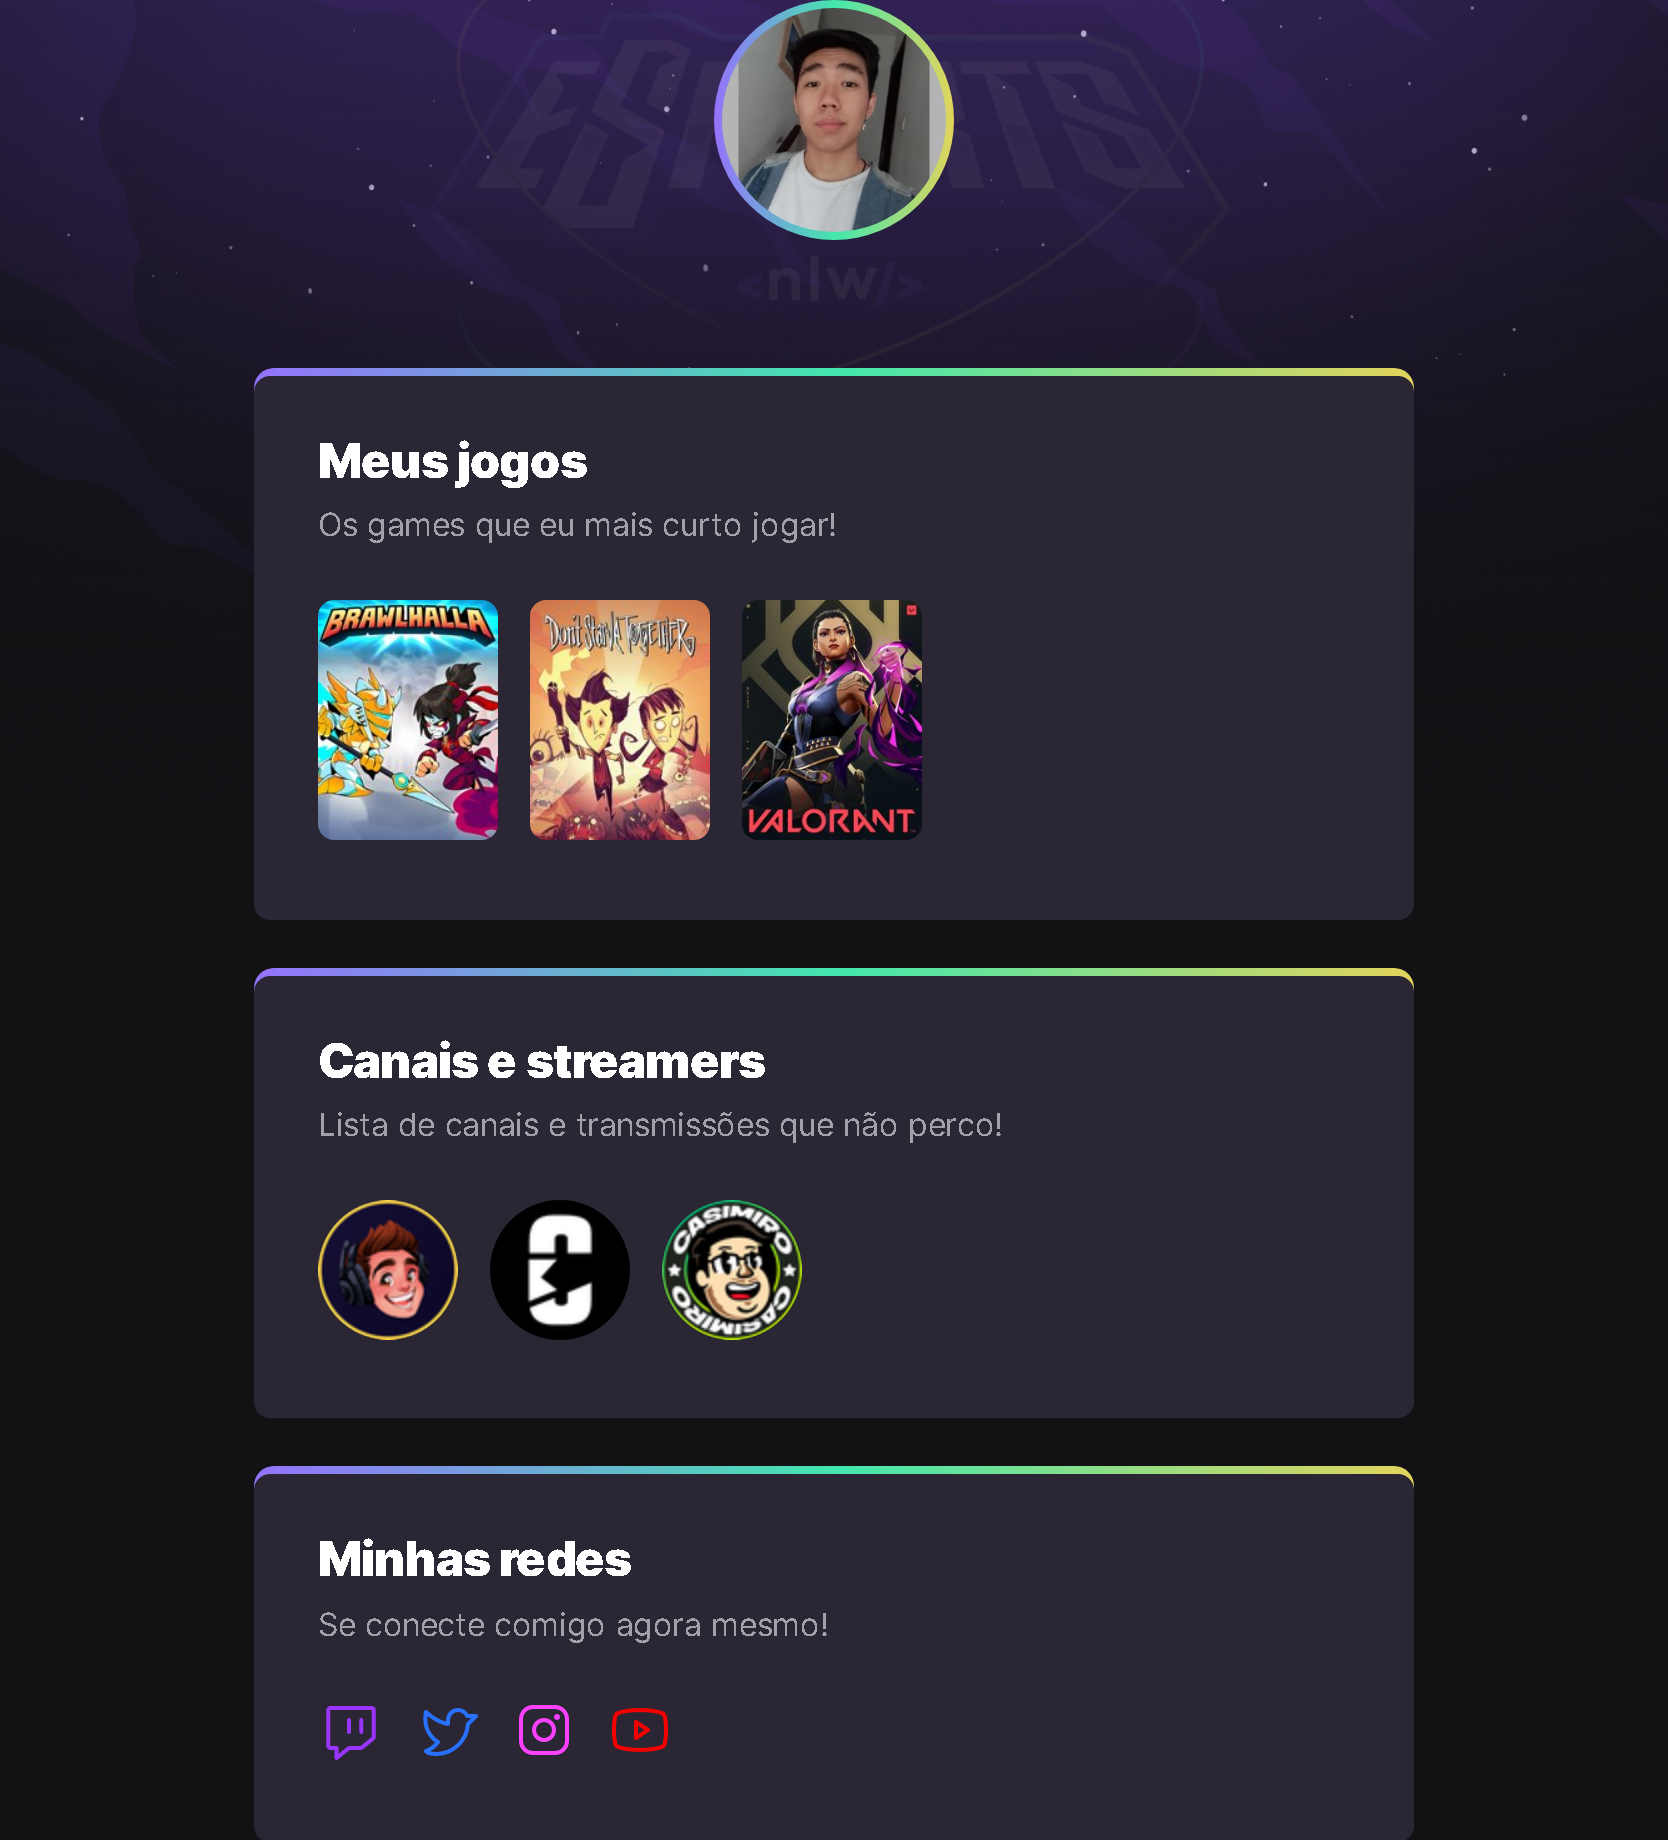 ESPORTS
<nlw/>
Meus jogos
Os games que eu mais curto jogar!
BRAWLHALLA
Don't Starve Together
VALORANT
Canais e streamers
Lista de canais e transmissões que não perco!
CASIMIRO
CASIMIRO
Minhas redes
Se conecte comigo agora mesmo!